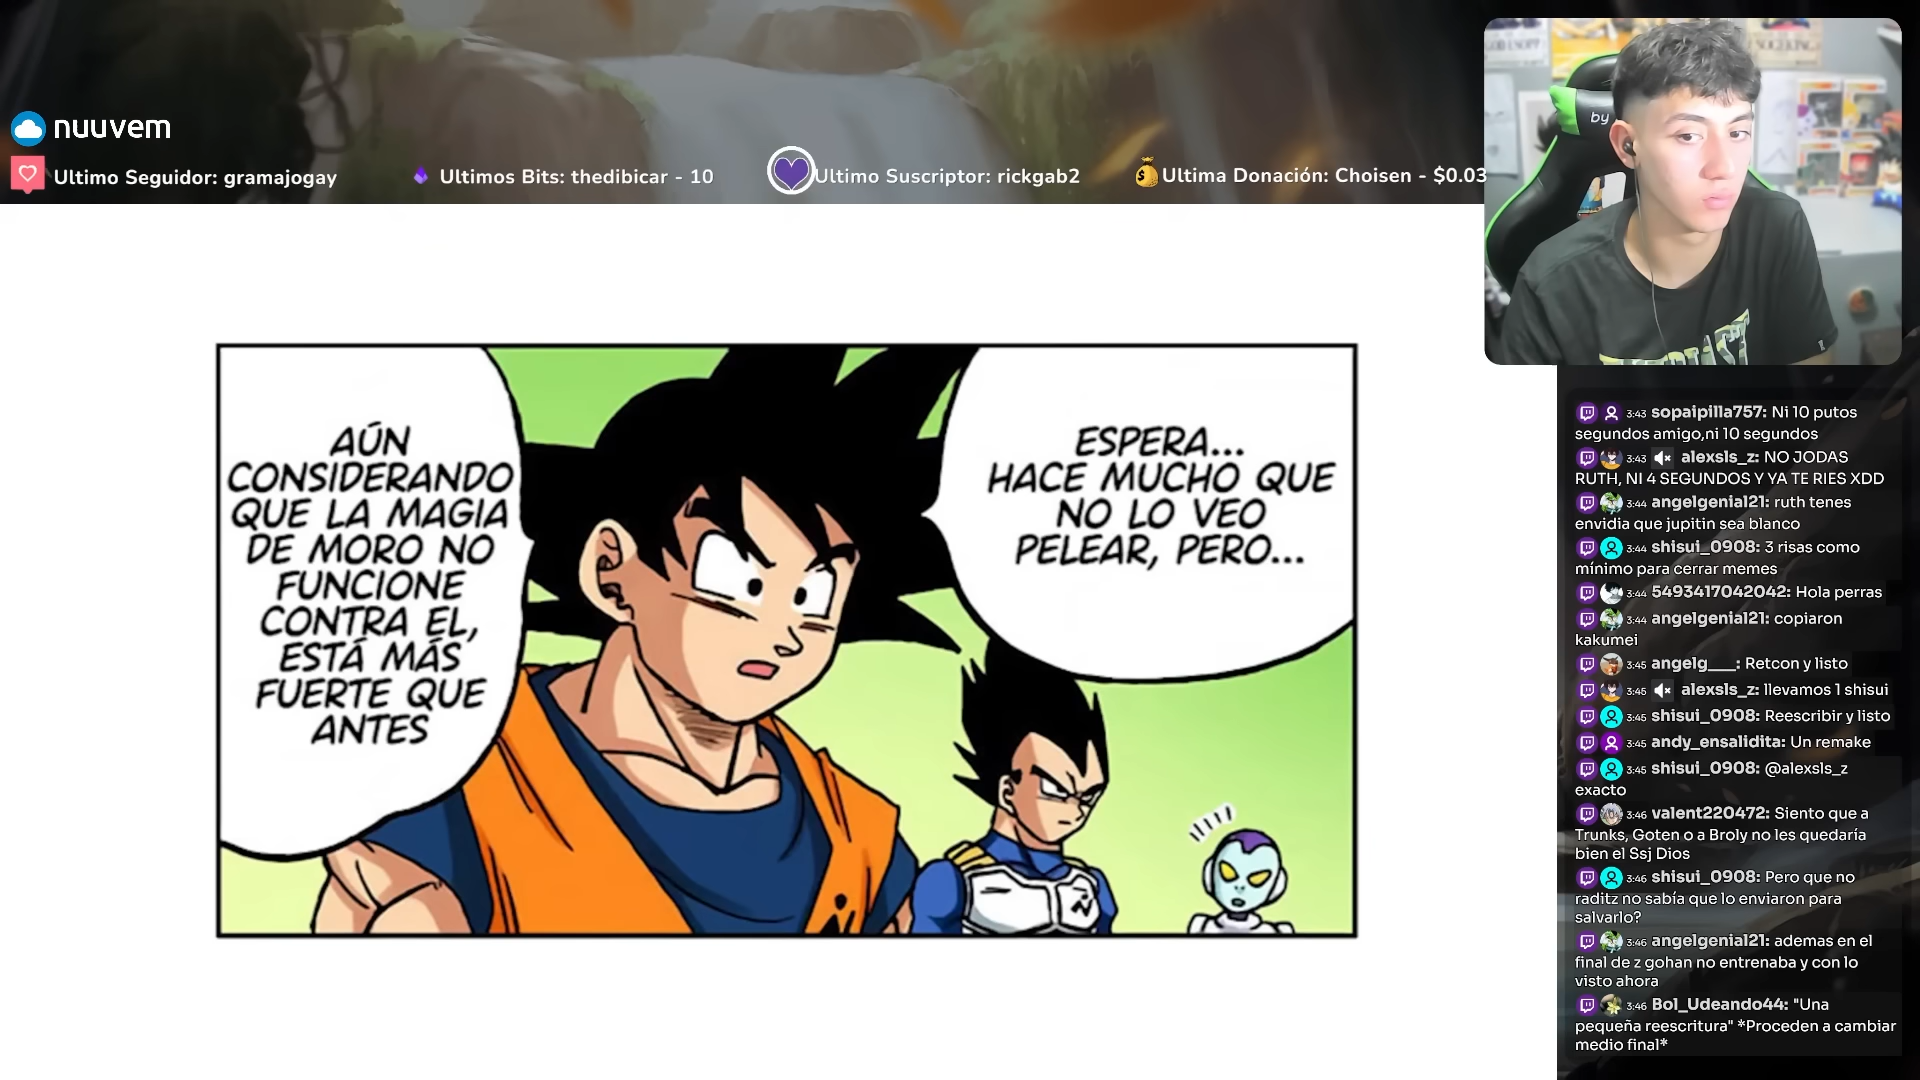 nuuvem
Ultimo Seguidor: gramajogay
Ultimos Bits: thedibicar - 10
Ultimo Suscriptor: rickgab2
Ultima Donación: Choisen - $0.03
by
AÚN
CONSIDERANDO
QUE LA MAGIA
DE MORO NO
FUNCIONE
CONTRA EL,
ESTÁ MÁS
FUERTE QUE
ANTES
ESPERA...
HACE MUCHO QUE
NO LO VEO
PELEAR, PERO...
3:43 sopaipilla757: Ni 10 putos
segundos amigo,ni 10 segundos
3:43 alexsls_z: NO JODAS
RUTH, NI 4 SEGUNDOS Y YA TE RIES XDD
3:44 angelgenial21: ruth tenes
envidia que jupitin sea blanco
3:44 shisui_0908: 3 risas como
mínimo para cerrar memes
3:44 5493417042042: Hola perras
3:44 angelgenial21: copiaron
kakumei
3:45 angelg___: Retcon y listo
3:45 alexsls_z: llevamos 1 shisui
3:45 shisui_0908: Reescribir y listo
3:45 andy_ensalidita: Un remake
3:45 shisui_0908: @alexsls_z
exacto
3:46 valent220472: Siento que a
Trunks, Goten o a Broly no les quedaría
bien el Ssj Dios
3:46 shisui_0908: Pero que no
raditz no sabía que lo enviaron para
salvarlo?
3:46 angelgenial21: ademas en el
final de z gohan no entrenaba y con lo
visto ahora
3:46 Bol_Udeando44: "Una
pequeña reescritura" *Proceden a cambiar
medio final*